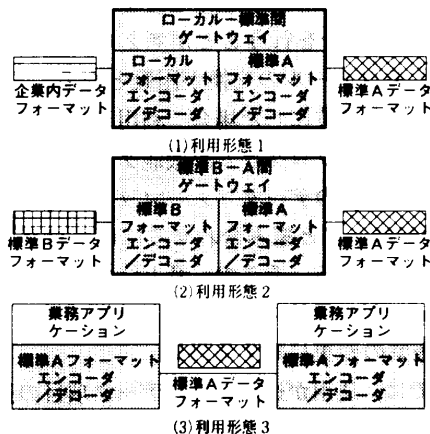 ローカル－標準間
ゲートウェイ
ローカル
フォーマット
エンコーダ
／デコーダ
標準A
フォーマット
エンコーダ
／デコーダ
企業内データ
フォーマット
標準Aデータ
フォーマット
(1)利用形態1
標準B－A間
ゲートウェイ
標準B
フォーマット
エンコーダ
／デコーダ
標準A
フォーマット
エンコーダ
／デコーダ
標準Bデータ
フォーマット
標準Aデータ
フォーマット
(2)利用形態2
業務アプリ
ケーション
標準Aフォーマット
エンコーダ
／デコーダ
標準Aデータ
フォーマット
業務アプリ
ケーション
標準Aフォーマット
エンコーダ
／デコーダ
(3)利用形態3